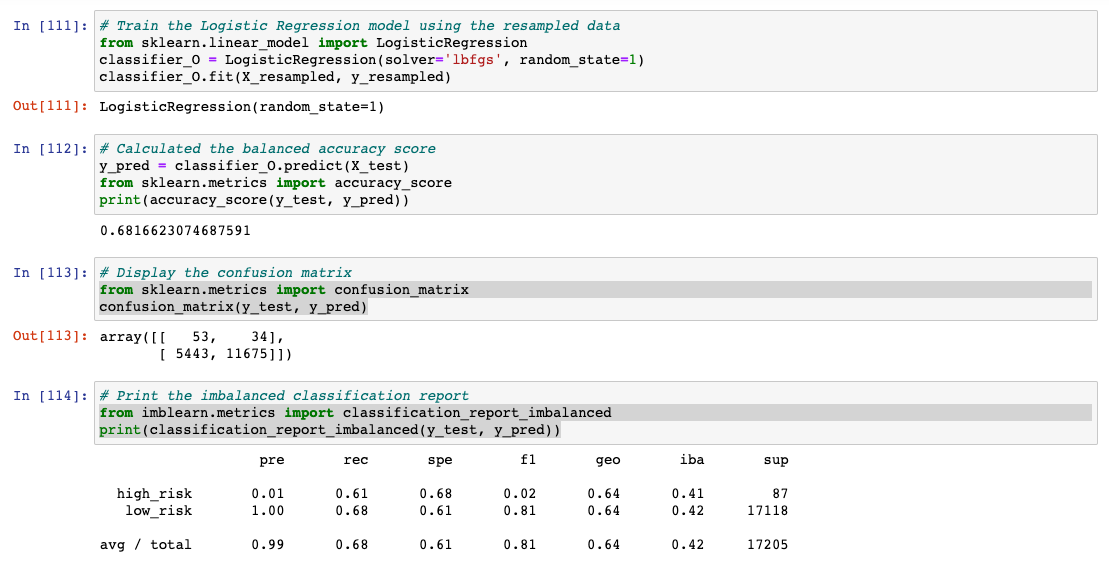 In [111]: # Train the Logistic Regression model using the resampled data
from sklearn.linear_model import LogisticRegression
classifier_O = LogisticRegression(solver='lbfgs', random_state=1)
classifier_O.fit(X_resampled, y_resampled)
Out[111]: LogisticRegression(random_state=1)
In [112]: # Calculated the balanced accuracy score
y_pred = classifier_O.predict(X_test)
from sklearn.metrics import accuracy_score
print(accuracy_score(y_test, y_pred))
0.6816623074687591
In [113]: # Display the confusion matrix
from sklearn.metrics import confusion_matrix
confusion_matrix(y_test, y_pred)
Out[113]: array([[   53,    34],
       [ 5443, 11675]])
In [114]: # Print the imbalanced classification report
from imblearn.metrics import classification_report_imbalanced
print(classification_report_imbalanced(y_test, y_pred))
pre rec spe f1 geo iba sup
high_risk 0.01 0.61 0.68 0.02 0.64 0.41 87
low_risk 1.00 0.68 0.61 0.81 0.64 0.42 17118
avg / total 0.99 0.68 0.61 0.81 0.64 0.42 17205